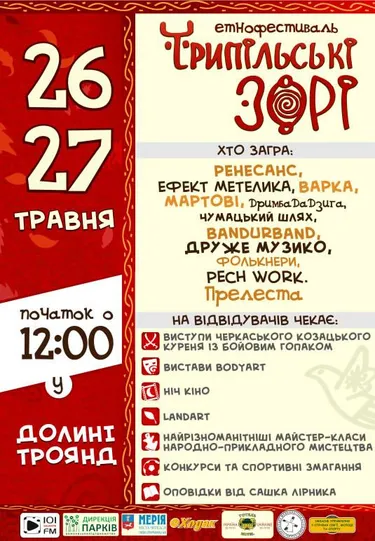 26
27
ТРАВНЯ
початок о
12:00
у
ДОЛИНІ
ТРОЯНД
етнофестиваль
Трипільські
ЗОРІ
ХТО ЗАГРА:
РЕНЕСАНС,
ЕФЕКТ МЕТЕЛИКА, ВАРКА,
МАРТОВІ, ДримбаДаДзига,
ЧУМАЦЬКИЙ ШЛЯХ,
BANDURBAND,
ДРУЖЕ МУЗИКО,
ФОЛЬКНЕРИ,
РЕСН WORK.
Прелеста
НА ВІДВІДУВАЧІВ ЧЕКАЄ:
ВИСТУПИ ЧЕРКАСЬКОГО КОЗАЦЬКОГО
КУРЕНЯ ІЗ БОЙОВИМ ГОПАКОМ
ВИСТАВИ BODYART
НІЧ КІНО
LANDART
НАЙРІЗНОМАНІТНІШІ МАЙСТЕР-КЛАСИ
НАРОДНО-ПРИКЛАДНОГО МИСТЕЦТВА
КОНКУРСИ ТА СПОРТИВНІ ЗМАГАННЯ
ОПОВІДКИ ВІД САШКА ЛІРНИКА
101
FM
ДИРЕКЦІЯ
ПАРКІВ
МЕРІЯ